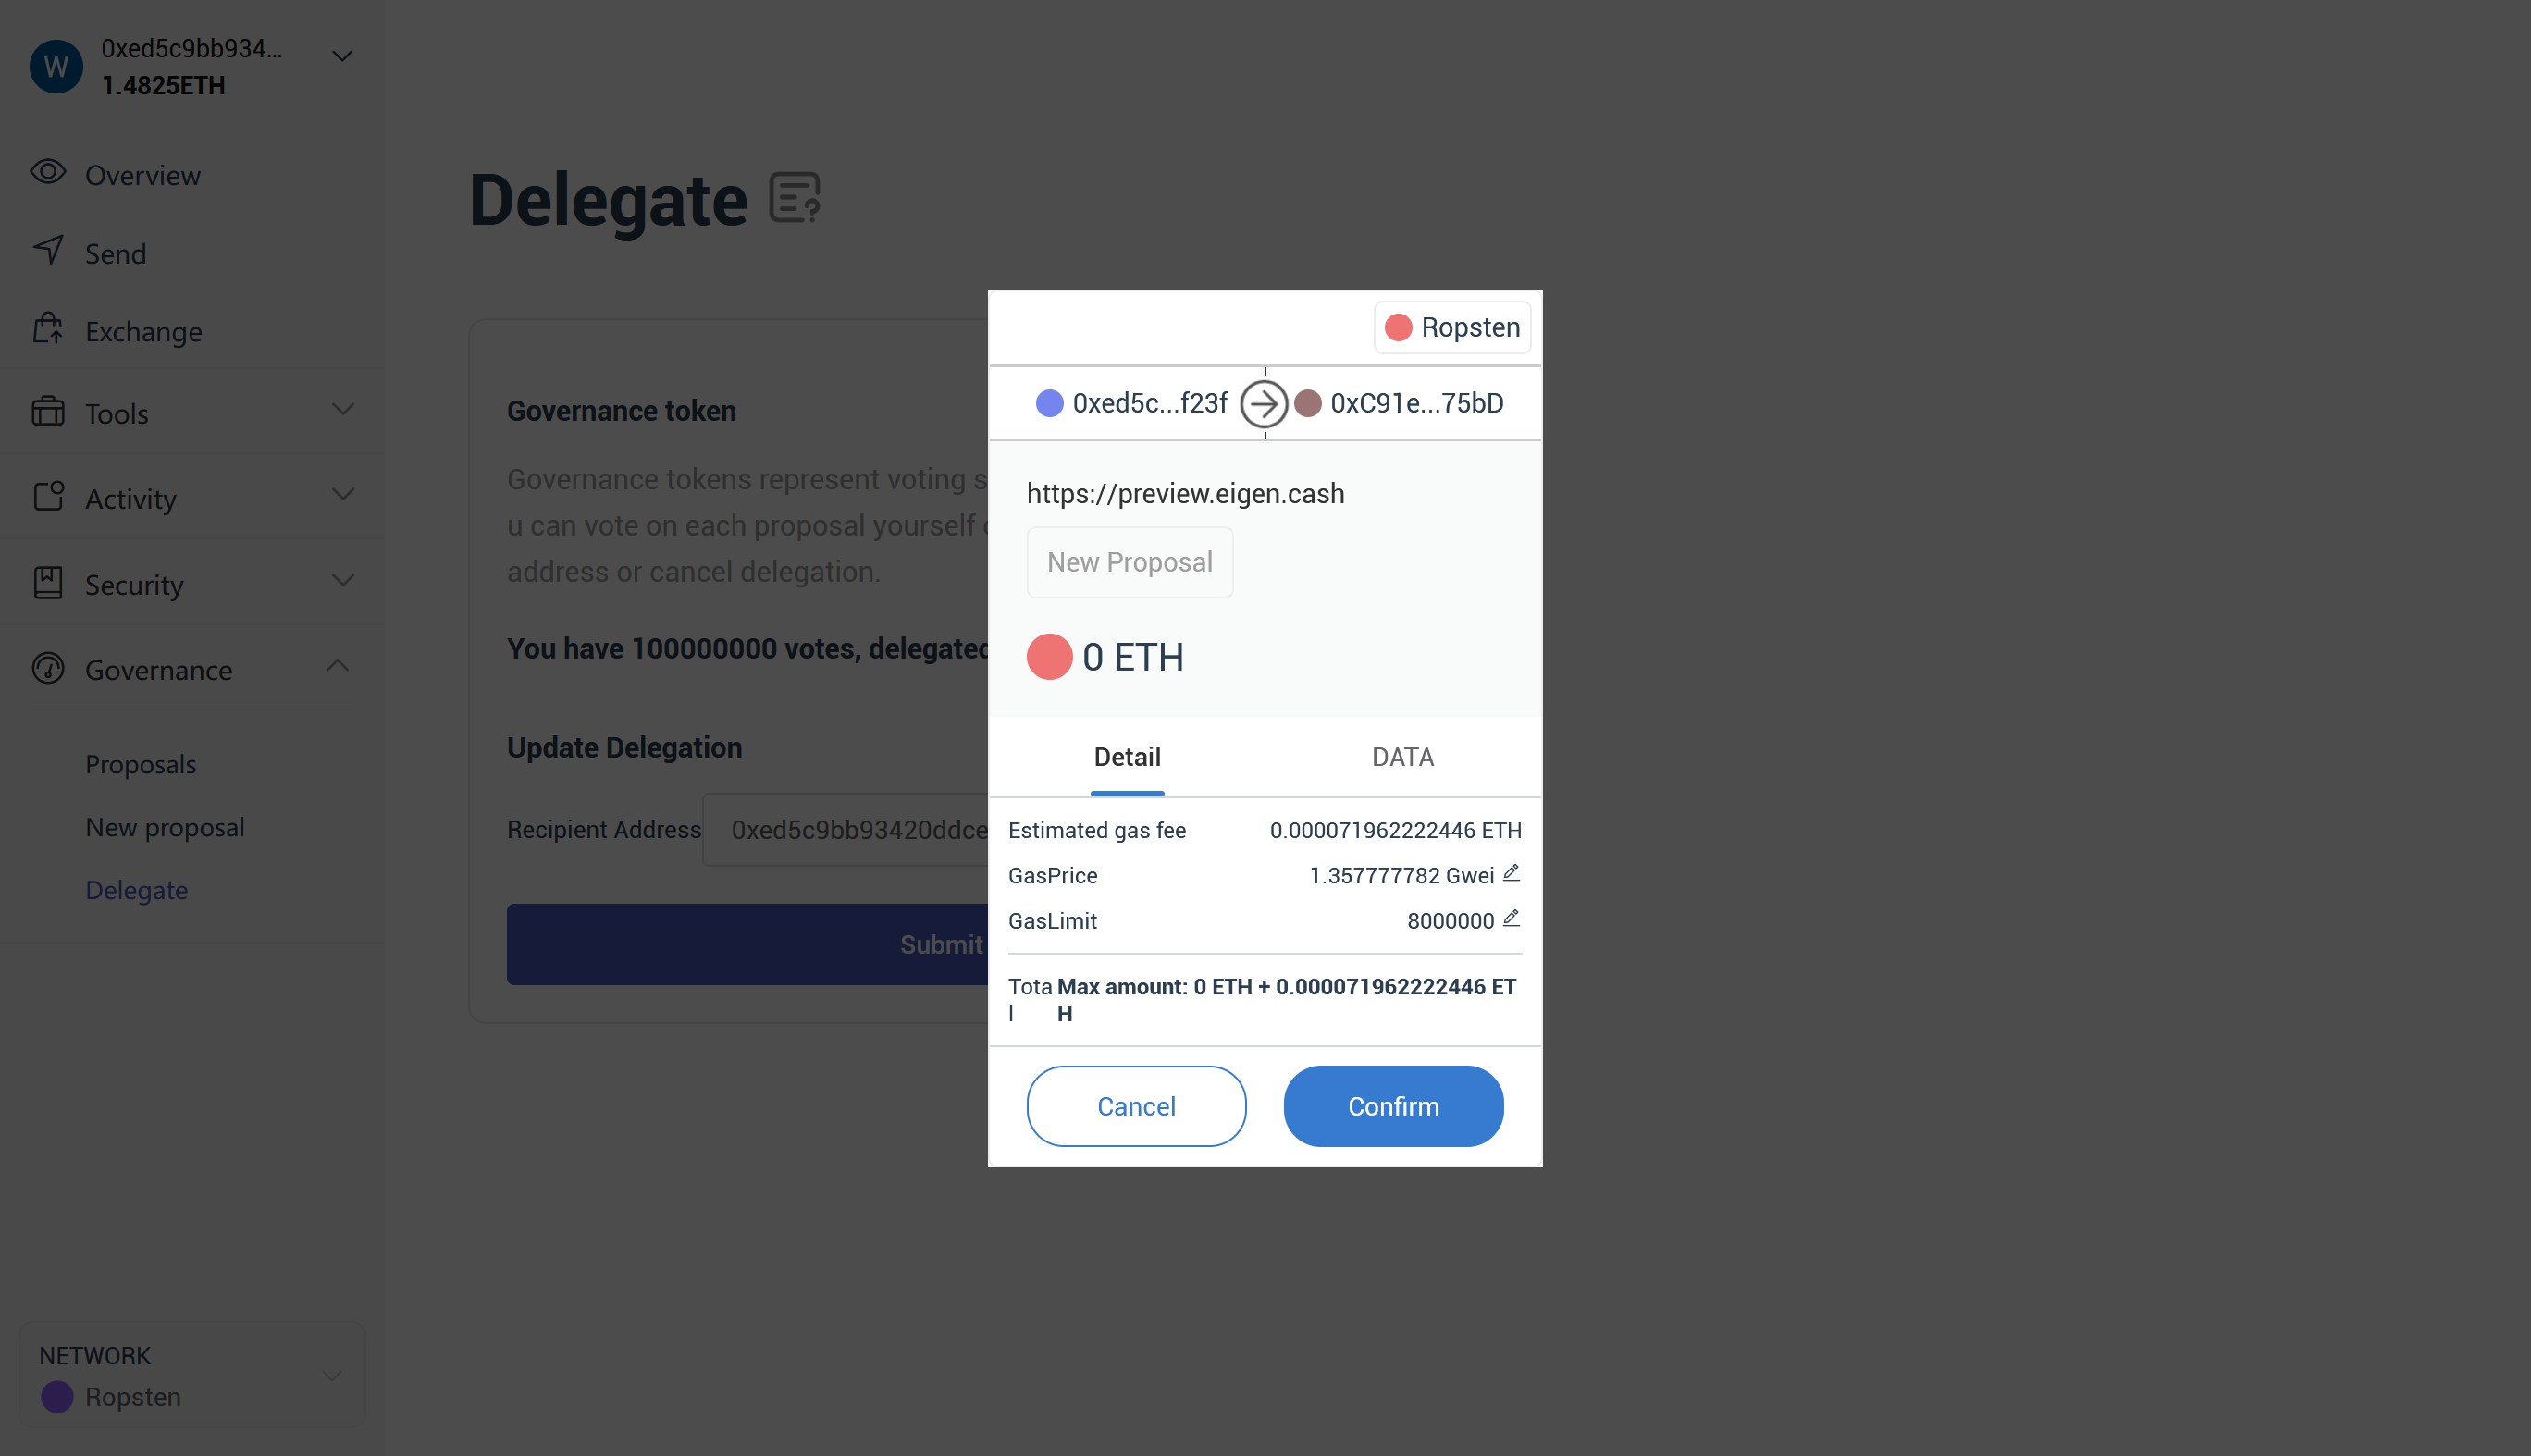 W
0xed5c9bb934...
1.4825ETH
Overview
Send
Exchange
Tools
Activity
Security
Governance
Proposals
New proposal
Delegate
NETWORK
Ropsten
Delegate
Governance token
Governance tokens represent voting s
u can vote on each proposal yourself
address or cancel delegation.
You have 100000000 votes, delegated
Update Delegation
Recipient Address
0xed5c9bb93420ddce
Submit
Ropsten
0xed5c...f23f
0xC91e...75bD
https://preview.eigen.cash
New Proposal
0 ETH
Detail
DATA
Estimated gas fee
0.000071962222446 ETH
GasPrice
1.357777782 Gwei
GasLimit
8000000
Tota
l
Max amount: 0 ETH + 0.000071962222446 ET
H
Cancel
Confirm